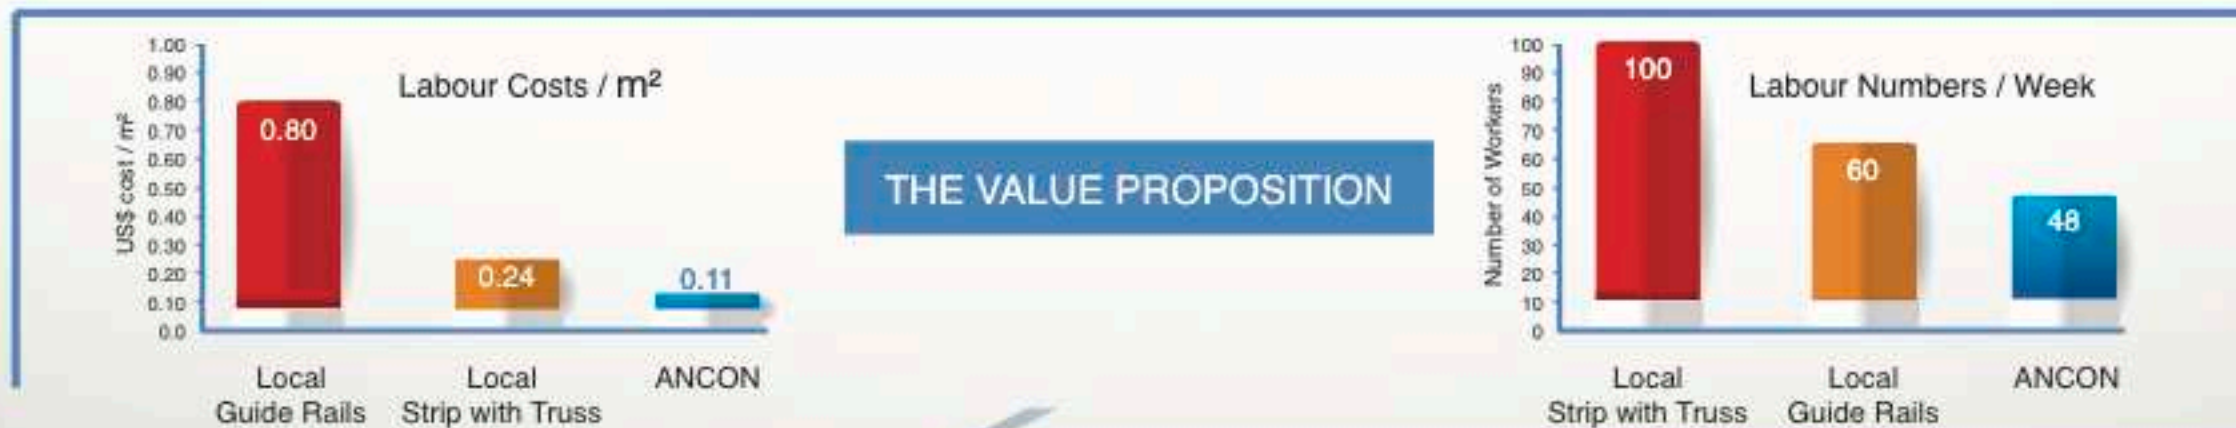 Labour Costs / m²
US$ cost / m²
1.00
0.90
0.80
0.70
0.60
0.50
0.40
0.30
0.20
0.10
0.0
0.80
0.24
0.11
Local
Guide Rails
Local
Strip with Truss
ANCON
THE VALUE PROPOSITION
Labour Numbers / Week
Number of Workers
100
90
80
70
60
50
40
30
20
10
0
100
60
48
Local
Strip with Truss
Local
Guide Rails
ANCON